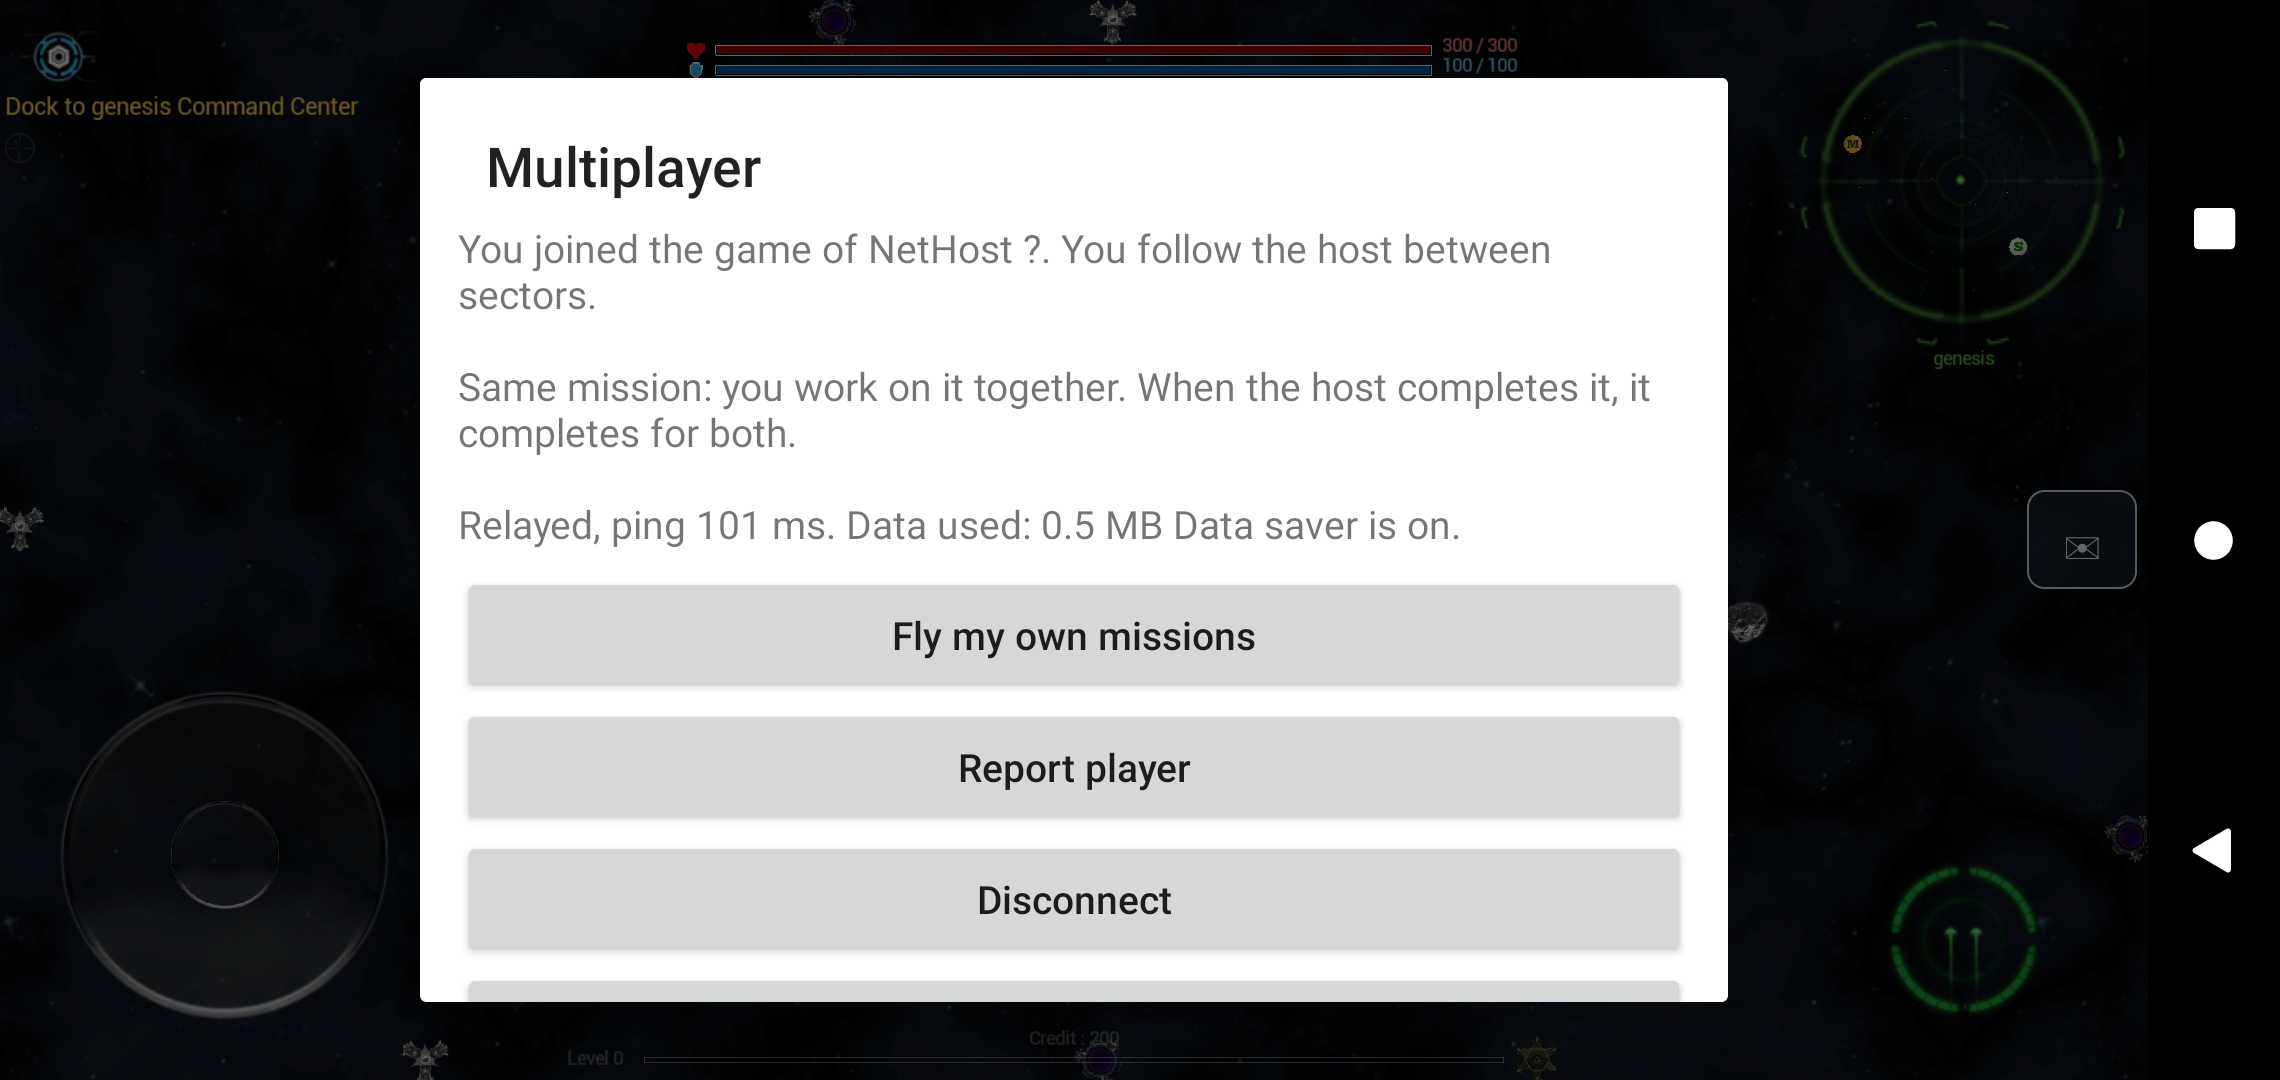 300 / 300
100 / 100
Dock to genesis Command Center
Multiplayer
You joined the game of NetHost ?. You follow the host between
sectors.
Same mission: you work on it together. When the host completes it, it
completes for both.
Relayed, ping 101 ms. Data used: 0.5 MB Data saver is on.
Fly my own missions
Report player
Disconnect
M
S
genesis
Credit : 200
Level 0